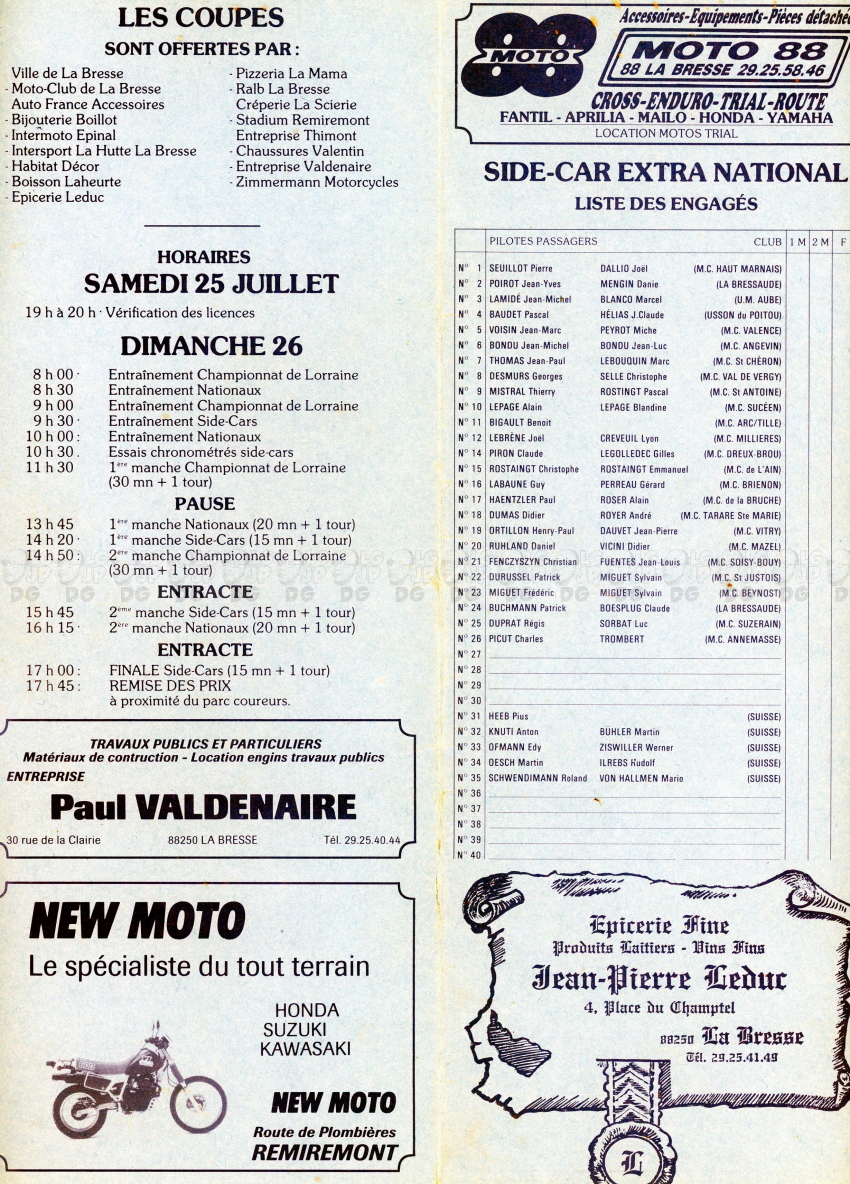 LES COUPES
SONT OFFERTES PAR :
Ville de La Bresse
- Moto-Club de La Bresse
Auto France Accessoires
- Bijouterie Boillot
- Intermoto Epinal
- Intersport La Hutte La Bresse
- Habitat Décor
- Boisson Laheurte
- Epicerie Leduc
- Pizzeria La Mama
- Ralb La Bresse
Créperie La Scierie
- Stadium Remiremont
Entreprise Thimont
- Chaussures Valentin
- Entreprise Valdenaire
- Zimmermann Motorcycles
HORAIRES
SAMEDI 25 JUILLET
19 h à 20 h · Vérification des licences
DIMANCHE 26
8 h 00 · Entraînement Championnat de Lorraine
8 h 30 Entraînement Nationaux
9 h 00 Entraînement Championnat de Lorraine
9 h 30 · Entraînement Side-Cars
10 h 00 : Entraînement Nationaux
10 h 30 . Essais chronométrés side-cars
11 h 30 1ère manche Championnat de Lorraine
(30 mn + 1 tour)
PAUSE
13 h 45 1ère manche Nationaux (20 mn + 1 tour)
14 h 20 · 1ère manche Side-Cars (15 mn + 1 tour)
14 h 50 : 2ère manche Championnat de Lorraine
(30 mn + 1 tour)
ENTRACTE
15 h 45 2ème manche Side-Cars (15 mn + 1 tour)
16 h 15 · 2ère manche Nationaux (20 mn + 1 tour)
ENTRACTE
17 h 00 : FINALE Side-Cars (15 mn + 1 tour)
17 h 45 : REMISE DES PRIX
à proximité du parc coureurs.
TRAVAUX PUBLICS ET PARTICULIERS
Matériaux de contruction - Location engins travaux publics
ENTREPRISE
Paul VALDENAIRE
30 rue de la Clairie 88250 LA BRESSE Tél. 29.25.40.44
NEW MOTO
Le spécialiste du tout terrain
HONDA
SUZUKI
KAWASAKI
NEW MOTO
Route de Plombières
REMIREMONT
Accessoires-Equipements-Pièces détachée
88
MOTO
MOTO 88
88 LA BRESSE 29.25.58.46
CROSS-ENDURO-TRIAL-ROUTE
FANTIL - APRILIA - MAILO - HONDA - YAMAHA
LOCATION MOTOS TRIAL
SIDE-CAR EXTRA NATIONAL
LISTE DES ENGAGÉS
PILOTES PASSAGERS CLUB 1 M 2 M F
N° 1 SEUILLOT Pierre DALLIO Joël (M.C. HAUT MARNAIS)
N° 2 POIROT Jean-Yves MENGIN Danie (LA BRESSAUDE)
N° 3 LAMIDÉ Jean-Michel BLANCO Marcel (U.M. AUBE)
N° 4 BAUDET Pascal HÉLIAS J.Claude (USSON du POITOU)
N° 5 VOISIN Jean-Marc PEYROT Miche (M.C. VALENCE)
N° 6 BONDU Jean-Michel BONDU Jean-Luc (M.C. ANGEVIN)
N° 7 THOMAS Jean-Paul LEBOUQUIN Marc (M.C. St CHÉRON)
N° 8 DESMURS Georges SELLE Christophe (M.C. VAL DE VERGY)
N° 9 MISTRAL Thierry ROSTINGT Pascal (M.C. St ANTOINE)
N° 10 LEPAGE Alain LEPAGE Blandine (M.C. SUCÉEN)
N° 11 BIGAULT Benoit (M.C. ARC/TILLE)
N° 12 LEBRÈNE Joël CREVEUIL Lyon (M.C. MILLIERES)
N° 14 PIRON Claude LEGOLLEDEC Gilles (M.C. DREUX-BROU)
N° 15 ROSTAINGT Christophe ROSTAINGT Emmanuel (M.C. de L'AIN)
N° 16 LABAUNE Guy PERREAU Gérard (M.C. BRIENON)
N° 17 HAENTZLER Paul ROSER Alain (M.C. de la BRUCHE)
N° 18 DUMAS Didier ROYER André (M.C. TARARE Ste MARIE)
N° 19 ORTILLON Henry-Paul DAUVET Jean-Pierre (M.C. VITRY)
N° 20 RUHLAND Daniel VICINI Didier (M.C. MAZEL)
N° 21 FENCZYSZYN Christian FUENTES Jean-Louis (M.C. SOISY-BOUY)
N° 22 DURUSSEL Patrick MIGUET Sylvain (M.C. St JUSTOIS)
N° 23 MIGUET Frédéric MIGUET Sylvain (M.C. BEYNOST)
N° 24 BUCHMANN Patrick BOESPLUG Claude (LA BRESSAUDE)
N° 25 DUPRAT Régis SORBAT Luc (M.C. SUZERAIN)
N° 26 PICUT Charles TROMBERT (M.C. ANNEMASSE)
N° 27
N° 28
N° 29
N° 30
N° 31 HEEB Pius (SUISSE)
N° 32 KNUTI Anton BÜHLER Martin (SUISSE)
N° 33 OFMANN Edy ZISWILLER Werner (SUISSE)
N° 34 OESCH Martin ILREBS Rudolf (SUISSE)
N° 35 SCHWENDIMANN Roland VON HALLMEN Mario (SUISSE)
N° 36
N° 37
N° 38
N° 39
N° 40
Epicerie Fine
Produits Laitiers - Vins Fins
Jean-Pierre Leduc
4, Place du Champtel
88250 La Bresse
Tél. 29.25.41.49
L